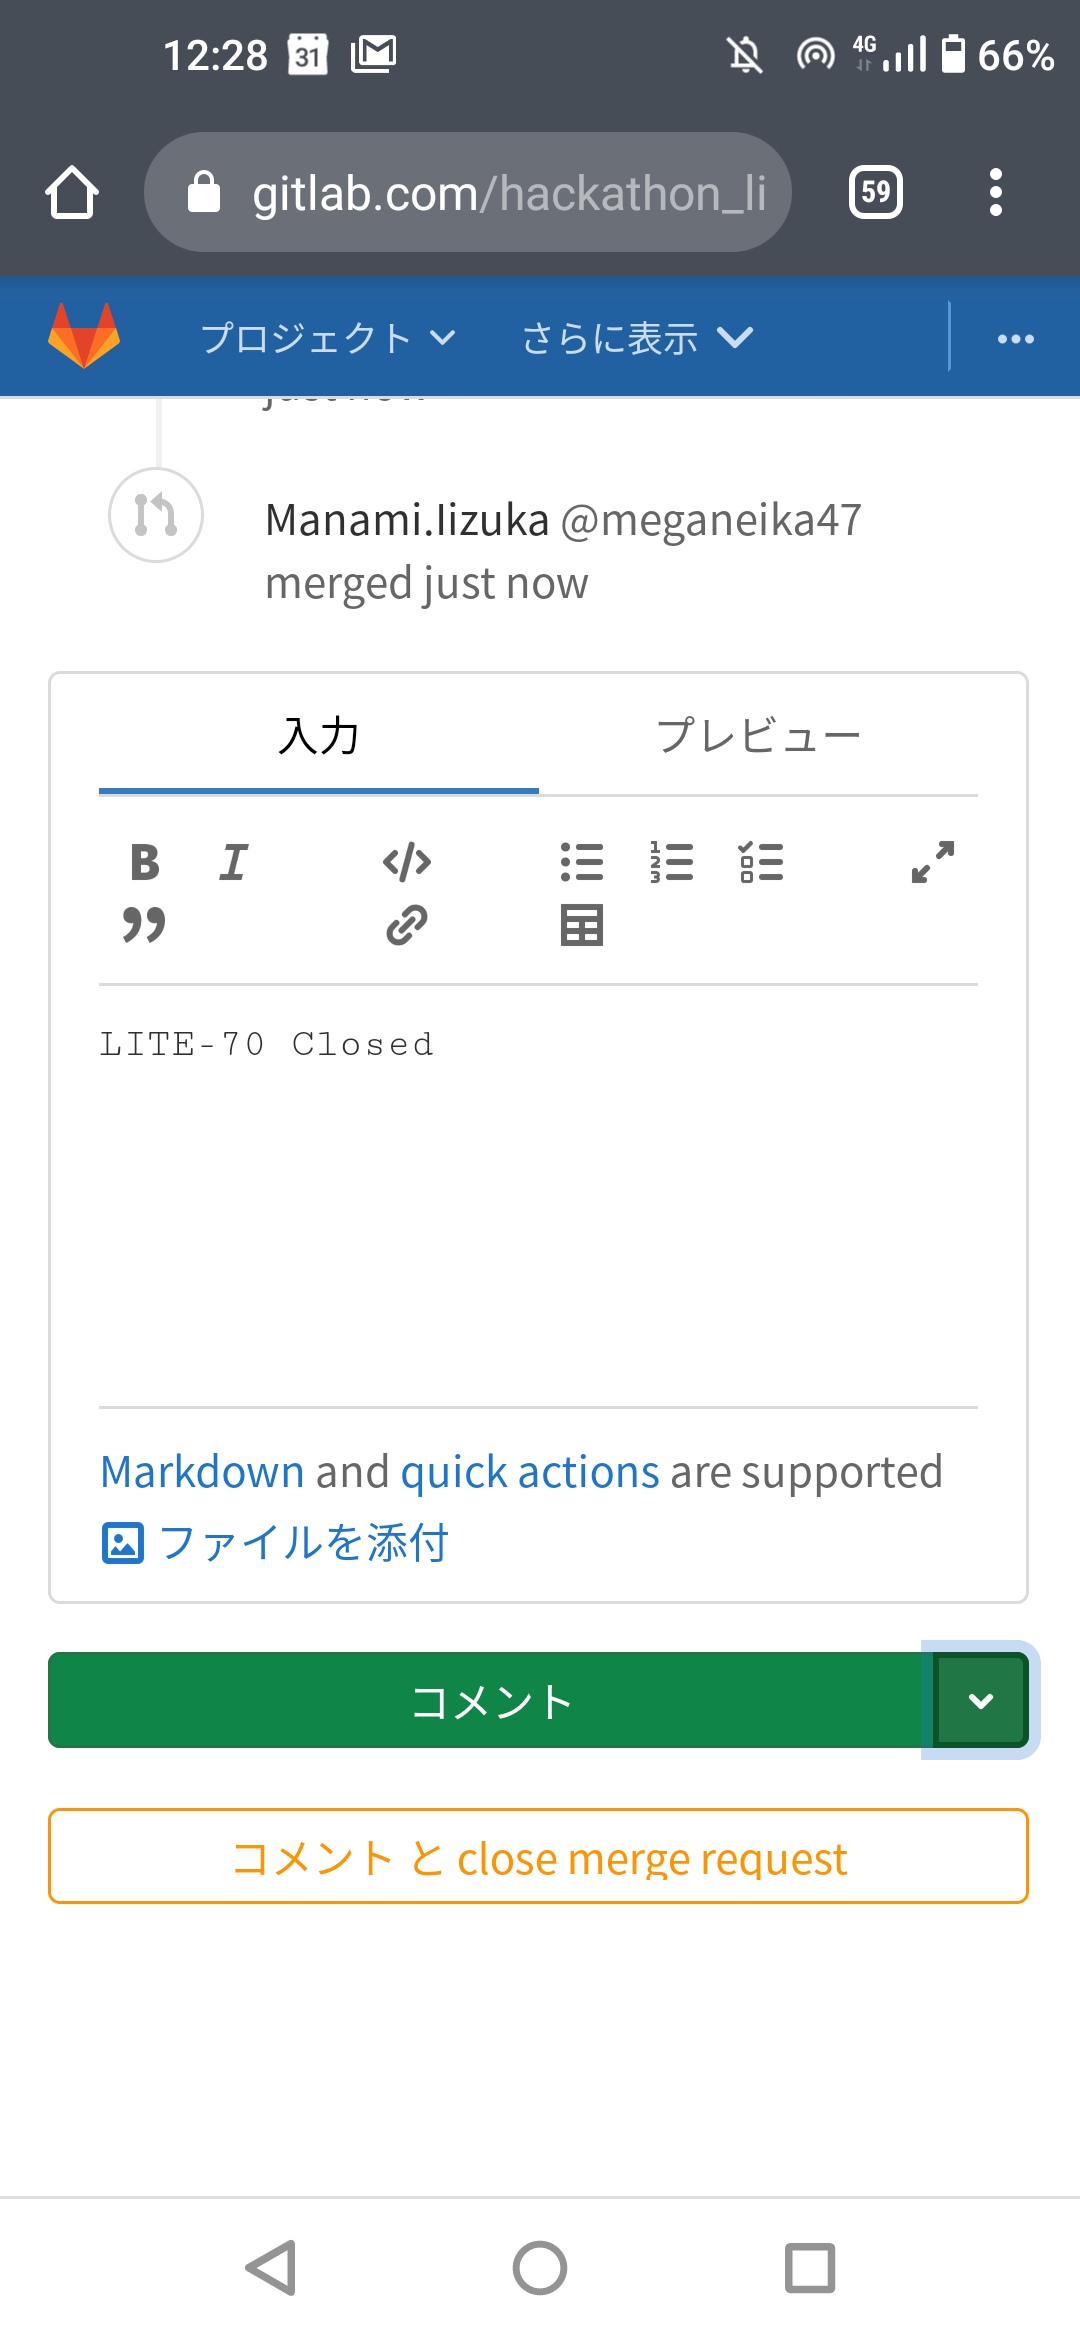 12:28 31 4G 66%
gitlab.com/hackathon_li 59
プロジェクト さらに表示
just now
Manami.Iizuka @meganeika47
merged just now
入力 プレビュー
LITE-70 Closed
Markdown and quick actions are supported
ファイルを添付
コメント
コメント と close merge request